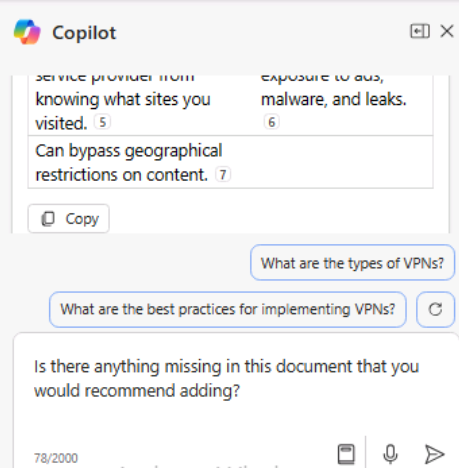 Copilot
service provider from
knowing what sites you
visited. 5
Can bypass geographical
restrictions on content. 7
exposure to ads,
malware, and leaks.
6
Copy
What are the types of VPNs?
What are the best practices for implementing VPNs?
Is there anything missing in this document that you
would recommend adding?
78/2000